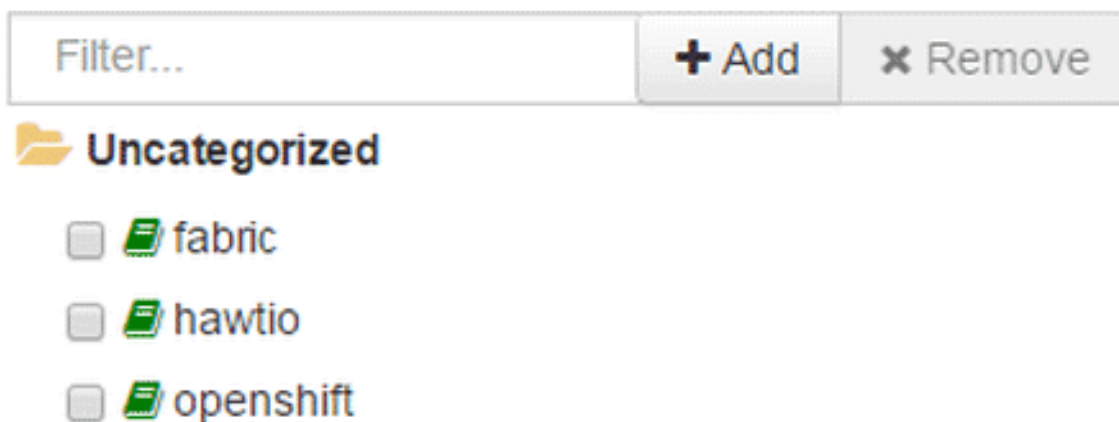 Filter... Add Remove
Uncategorized
fabric
hawtio
openshift